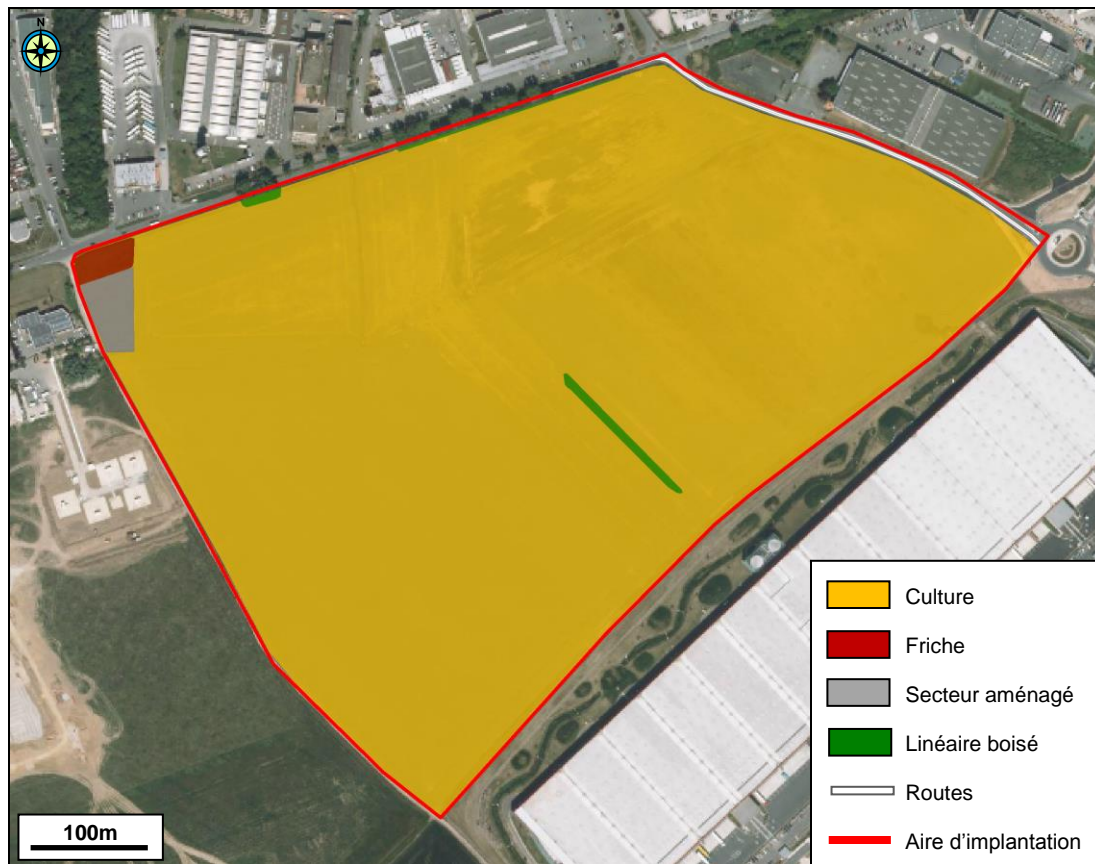 N
Culture
Friche
Secteur aménagé
Linéaire boisé
Routes
Aire d’implantation
100m